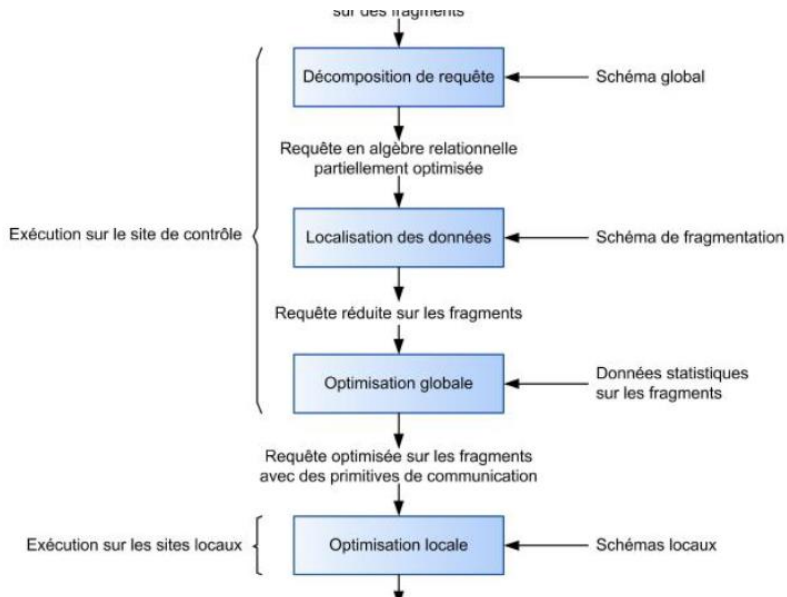 sur des fragments
Décomposition de requête
Schéma global
Requête en algèbre relationnelle
partiellement optimisée
Exécution sur le site de contrôle
Localisation des données
Schéma de fragmentation
Requête réduite sur les fragments
Optimisation globale
Données statistiques
sur les fragments
Requête optimisée sur les fragments
avec des primitives de communication
Exécution sur les sites locaux
Optimisation locale
Schémas locaux